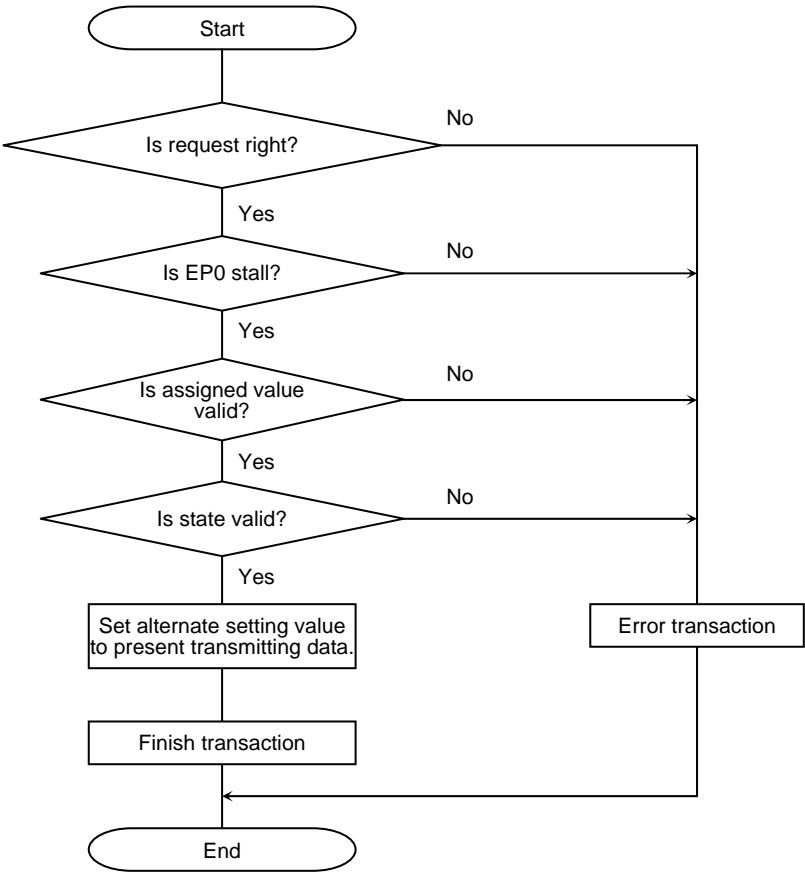 Start
Is request right?
No
Yes
Is EP0 stall?
No
Yes
Is assigned value
valid?
No
Yes
Is state valid?
No
Yes
Set alternate setting value
to present transmitting data.
Error transaction
Finish transaction
End